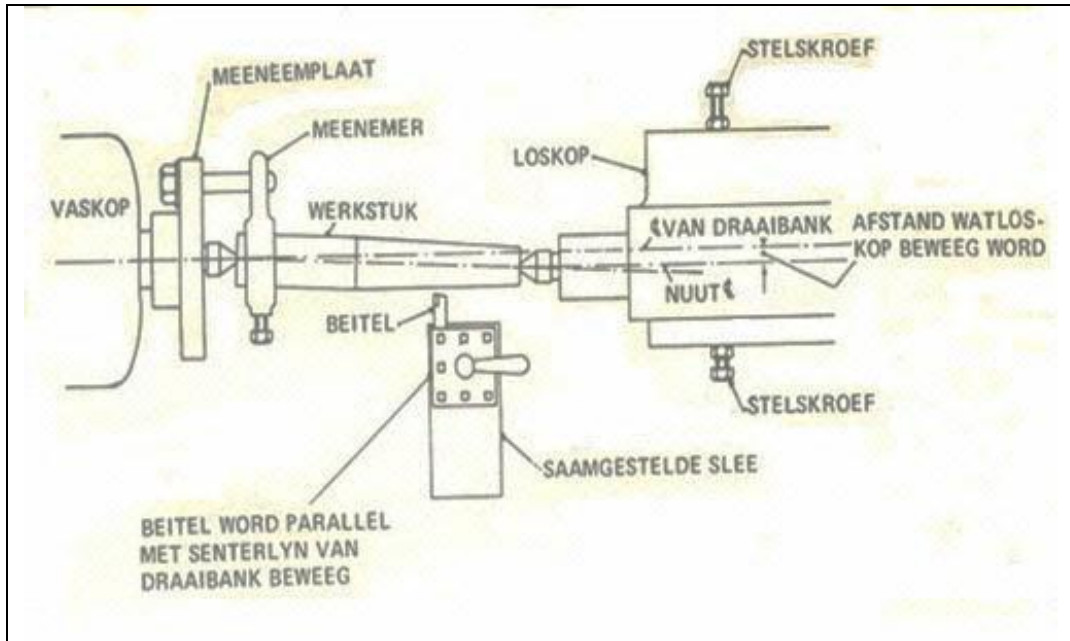 MEENEEMPLAAT
MEENEMER
VASKOP
WERKSTUK
BEITEL
STELSKROEF
LOSKOP
℄ VAN DRAAIBANK
NUUT ℄
AFSTAND WATLOS-
KOP BEWEEG WORD
STELSKROEF
SAAMGESTELDE SLEE
BEITEL WORD PARALLEL
MET SENTERLYN VAN
DRAAIBANK BEWEEG